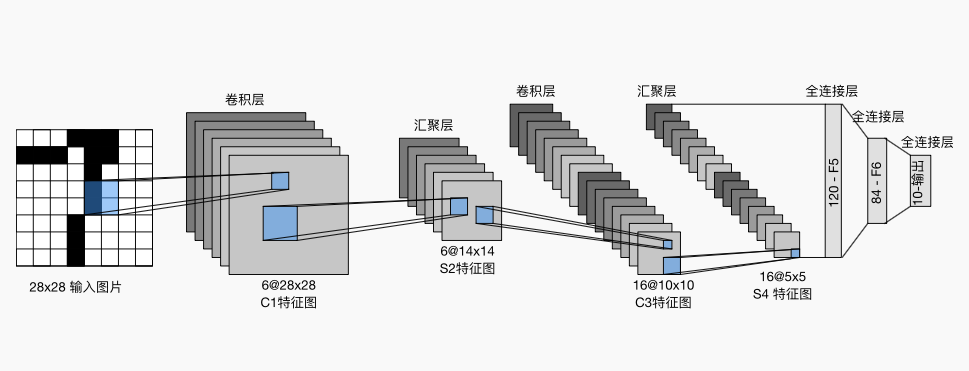 卷积层
汇聚层
卷积层
汇聚层
全连接层
全连接层
全连接层
120 - F5
84 - F6
10-输出
28x28 输入图片
6@28x28
C1特征图
6@14x14
S2特征图
16@10x10
C3特征图
16@5x5
S4 特征图